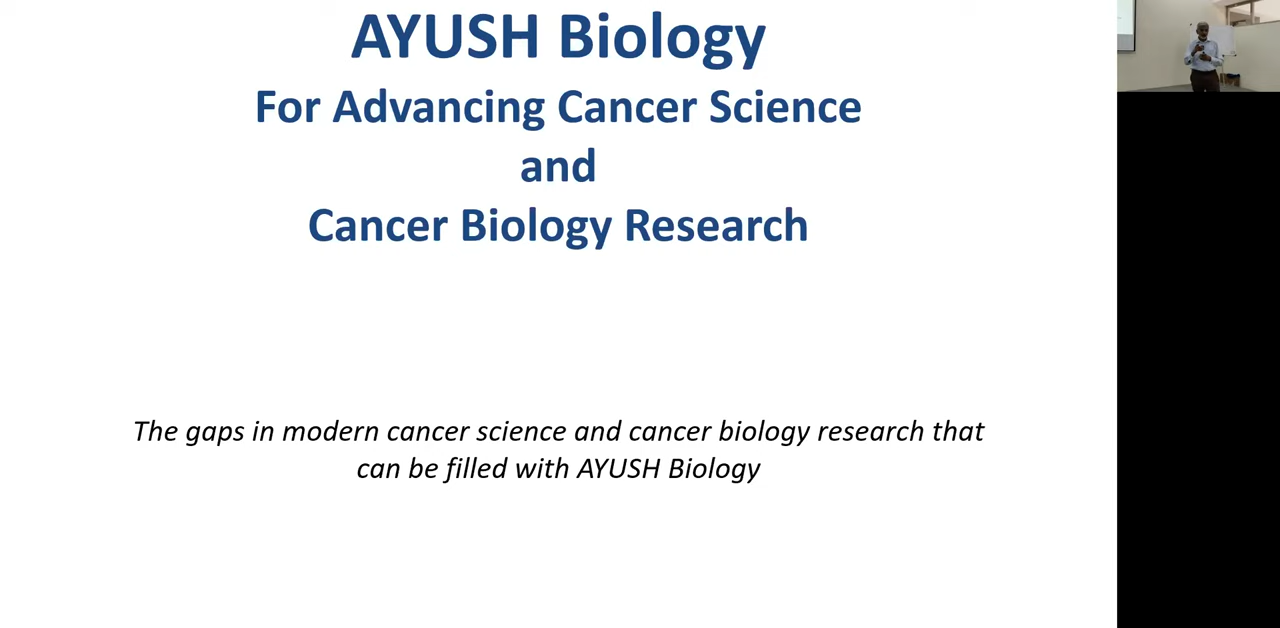 AYUSH Biology
For Advancing Cancer Science
and
Cancer Biology Research
The gaps in modern cancer science and cancer biology research that
can be filled with AYUSH Biology